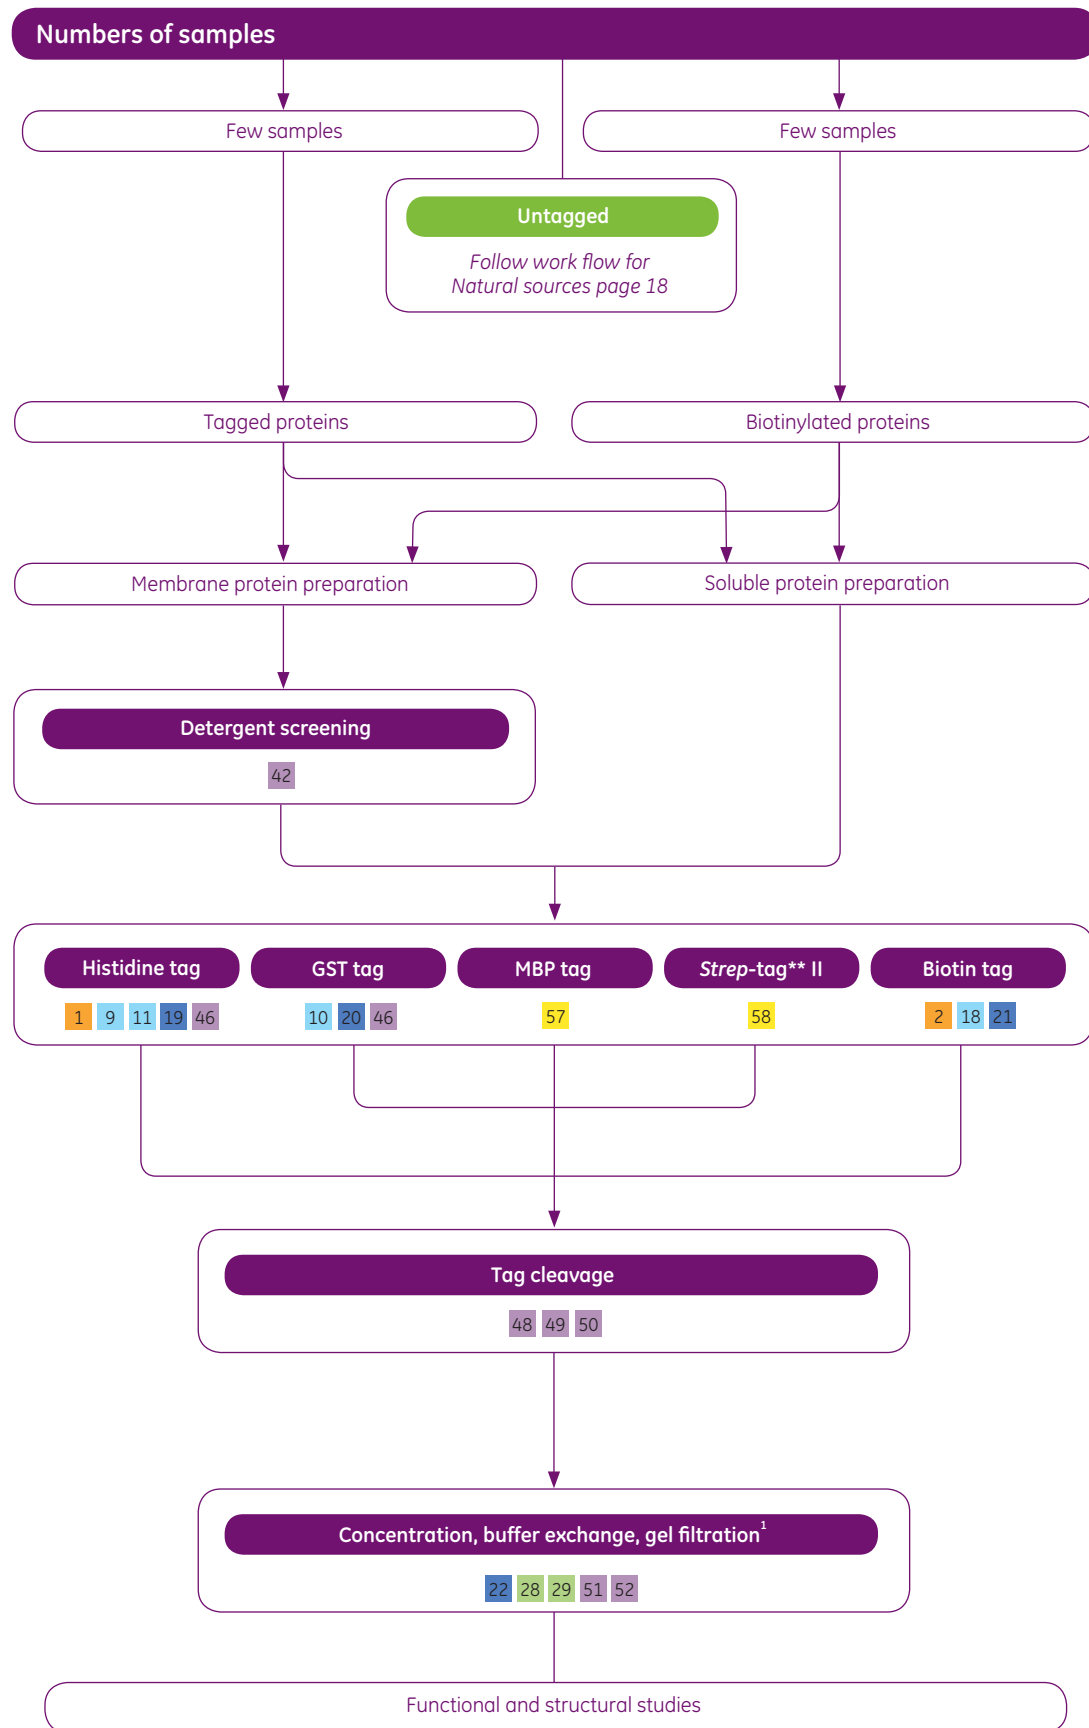 Numbers of samples
Few samples
Few samples
Untagged
Follow work flow for
Natural sources page 18
Tagged proteins
Biotinylated proteins
Membrane protein preparation
Soluble protein preparation
Detergent screening
42
Histidine tag
GST tag
MBP tag
Strep-tag** II
Biotin tag
1 9 11 19 46
10 20 46
57
58
2 18 21
Tag cleavage
48 49 50
Concentration, buffer exchange, gel filtration¹
22 28 29 51 52
Functional and structural studies